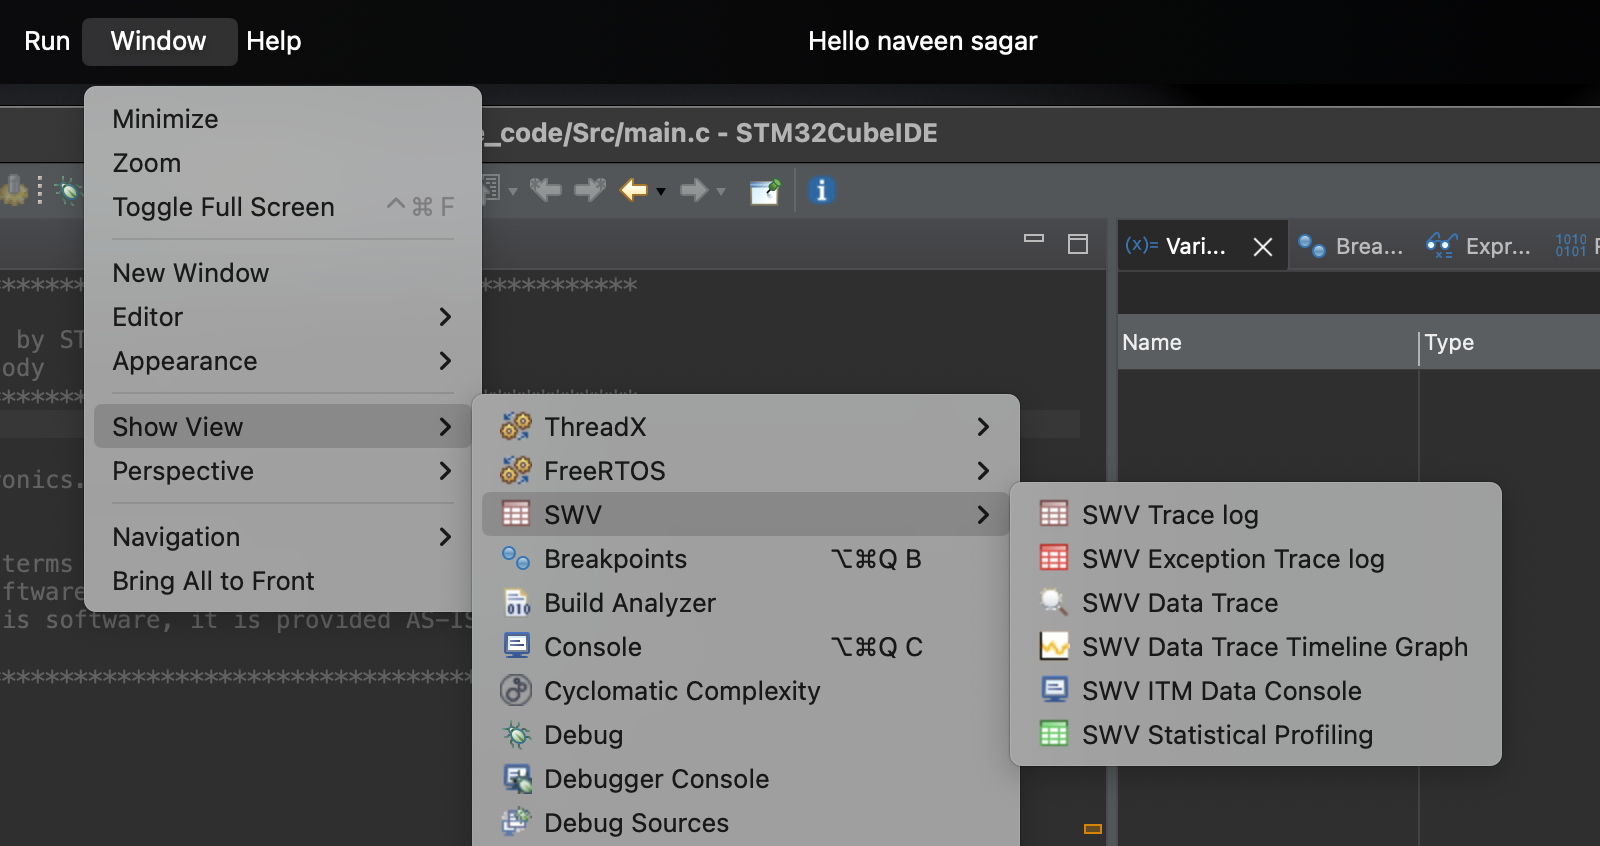 Run Window Help Hello naveen sagar
_code/Src/main.c - STM32CubeIDE
Minimize
Zoom
Toggle Full Screen ^⌘F
New Window
Editor
Appearance
Show View
Perspective
Navigation
Bring All to Front
ThreadX
FreeRTOS
SWV
Breakpoints ⌥⌘Q B
Build Analyzer
Console ⌥⌘Q C
Cyclomatic Complexity
Debug
Debugger Console
Debug Sources
SWV Trace log
SWV Exception Trace log
SWV Data Trace
SWV Data Trace Timeline Graph
SWV ITM Data Console
SWV Statistical Profiling
(x)= Vari... Brea... Expr... 1010 0101
Name Type
*****************
by ST
ody
onics.
terms
ftware
is software, it is provided AS-IS
*********************************